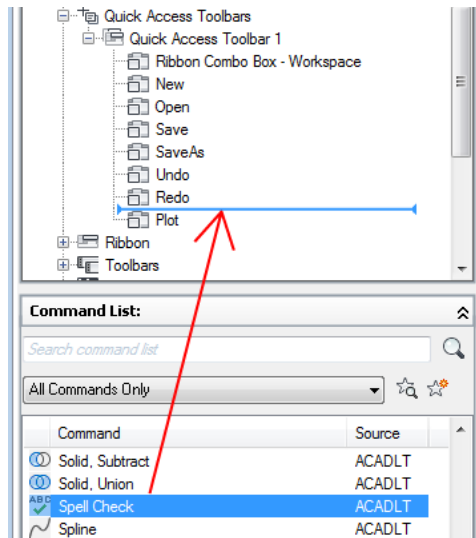 Quick Access Toolbars
Quick Access Toolbar 1
Ribbon Combo Box - Workspace
New
Open
Save
SaveAs
Undo
Redo
Plot
Ribbon
Toolbars
Command List:
Search command list
All Commands Only
Command Source
Solid, Subtract ACADLT
Solid, Union ACADLT
ABC Spell Check ACADLT
Spline ACADLT